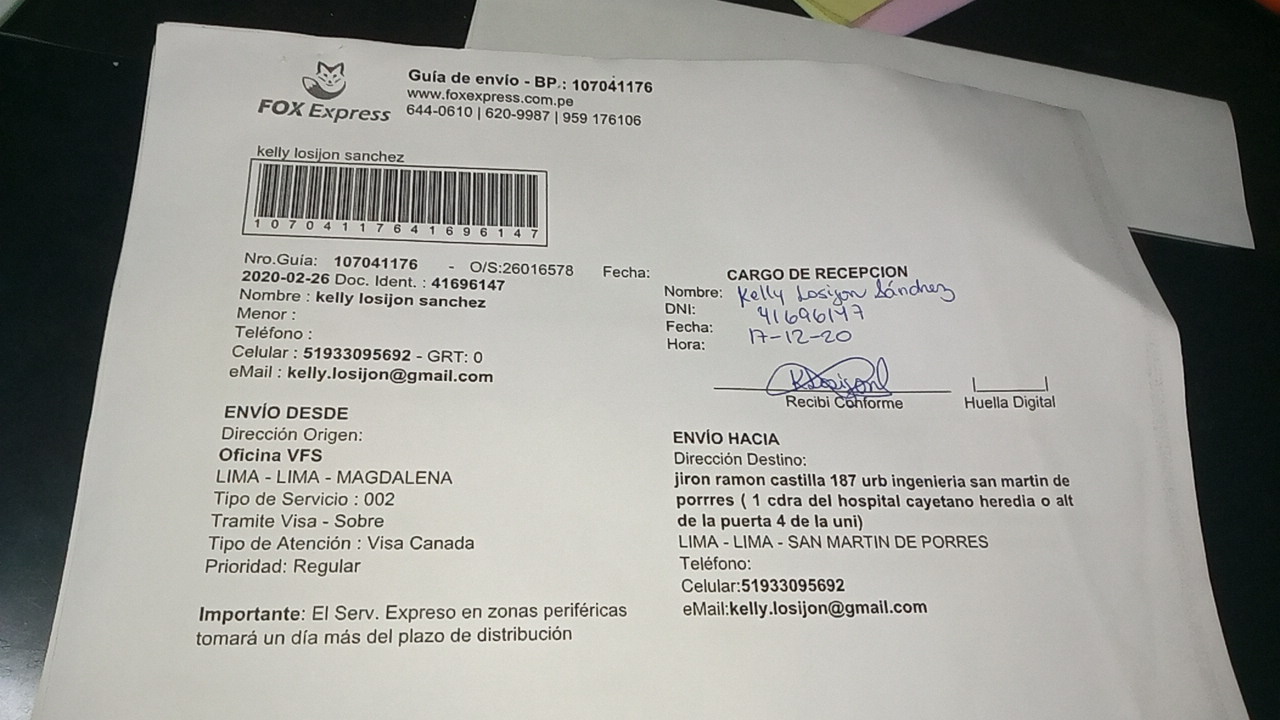 FOX Express
Guía de envío - BP.: 107041176
www.foxexpress.com.pe
644-0610 | 620-9987 | 959 176106
kelly losijon sanchez
10704117641696147
Nro.Guía: 107041176 - O/S:26016578 Fecha:
2020-02-26 Doc. Ident. : 41696147
Nombre : kelly losijon sanchez
Menor :
Teléfono :
Celular : 51933095692 - GRT: 0
eMail : kelly.losijon@gmail.com
CARGO DE RECEPCION
Nombre: Kelly Losijon Sánchez
DNI: 41696147
Fecha: 17-12-20
Hora:
Recibi Conforme
Huella Digital
ENVÍO DESDE
Dirección Origen:
Oficina VFS
LIMA - LIMA - MAGDALENA
Tipo de Servicio : 002
Tramite Visa - Sobre
Tipo de Atención : Visa Canada
Prioridad: Regular
ENVÍO HACIA
Dirección Destino:
jiron ramon castilla 187 urb ingenieria san martin de
porrres ( 1 cdra del hospital cayetano heredia o alt
de la puerta 4 de la uni)
LIMA - LIMA - SAN MARTIN DE PORRES
Teléfono:
Celular:51933095692
eMail:kelly.losijon@gmail.com
Importante: El Serv. Expreso en zonas periféricas
tomará un día más del plazo de distribución